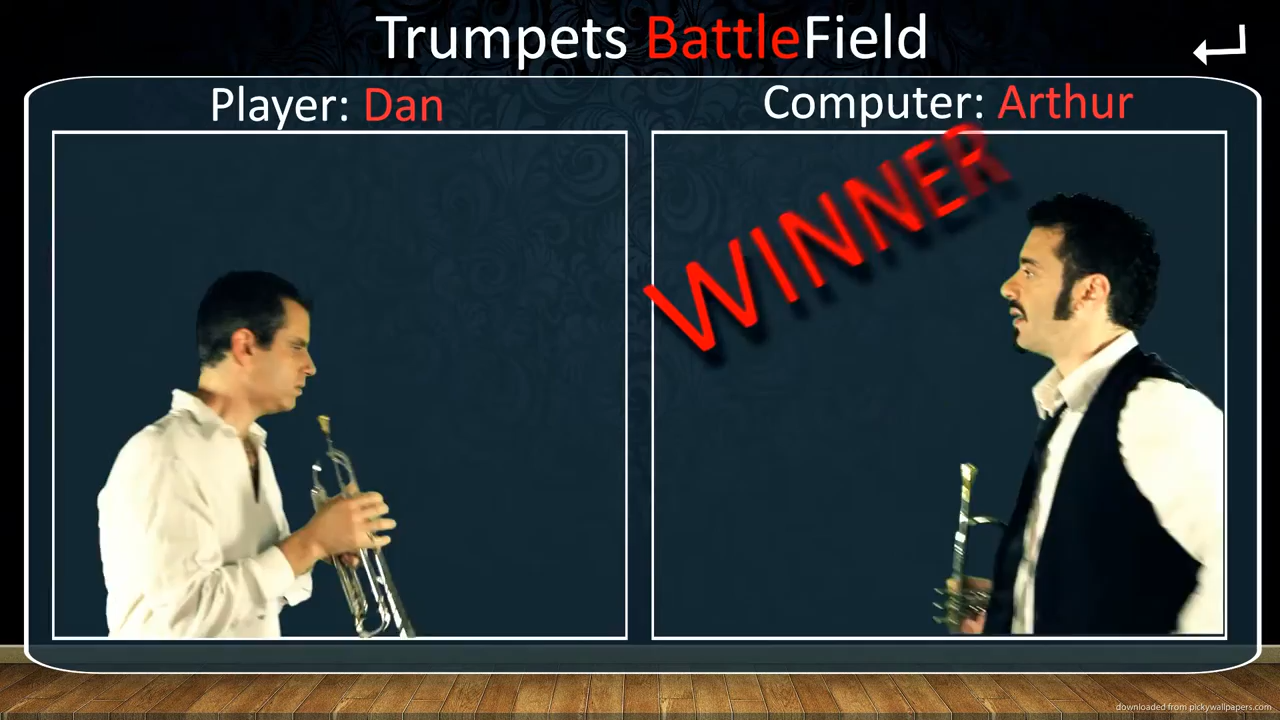 Trumpets BattleField
Player: Dan
Computer: Arthur
WINNER
downloaded from pickywallpapers.com